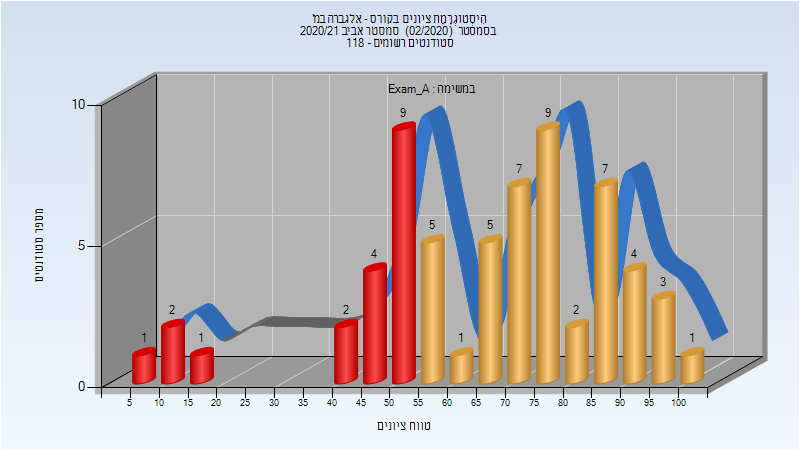 היסטוגרמת ציונים בקורס - אלגברה במ'
בסמסטר (02/2020) סמסטר אביב 2020/21
סטודנטים רשומים - 118
במשימה : Exam_A
מספר סטודנטים
10
5
0
1 2 1 2 4 9 5 1 5 7 9 2 7 4 3 1
5 10 15 20 25 30 35 40 45 50 55 60 65 70 75 80 85 90 95 100
טווח ציונים